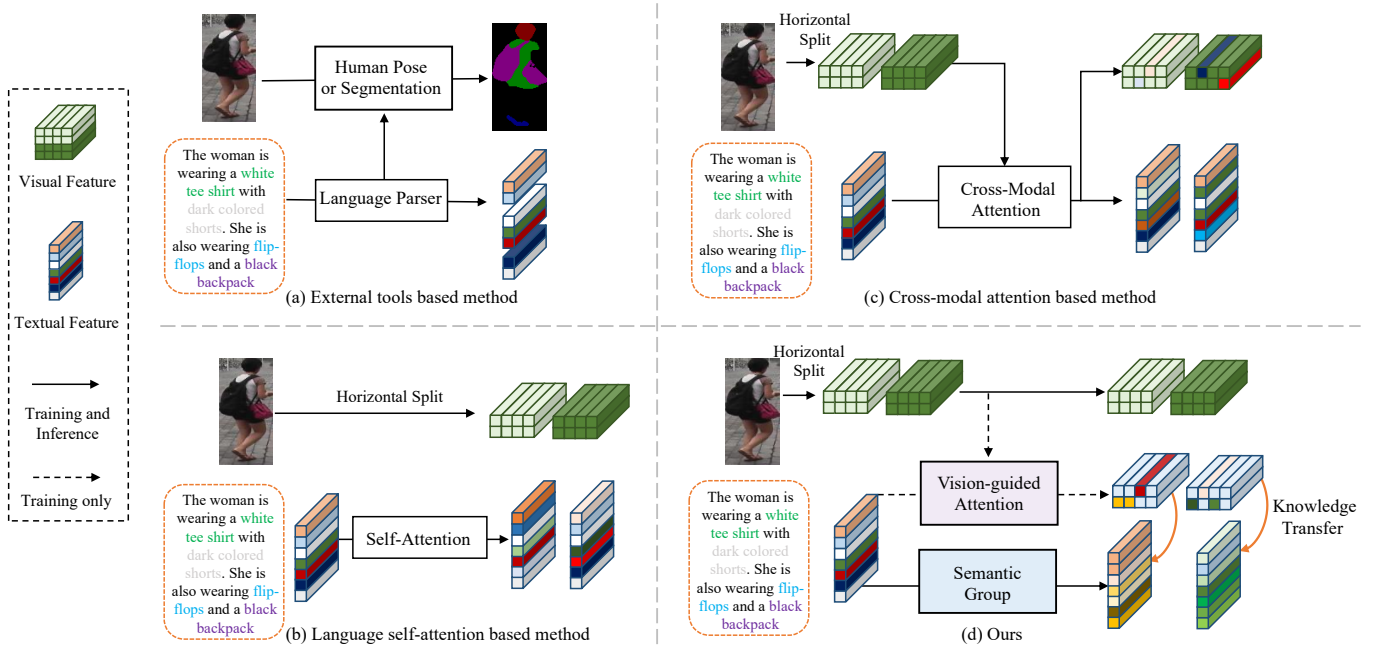 Visual Feature
Textual Feature
Training and
Inference
Training only
Human Pose
or Segmentation
The woman is
wearing a white
tee shirt with
dark colored
shorts. She is
also wearing flip-
flops and a black
backpack
Language Parser
(a) External tools based method
Horizontal
Split
The woman is
wearing a white
tee shirt with
dark colored
shorts. She is
also wearing flip-
flops and a black
backpack
Cross-Modal
Attention
(c) Cross-modal attention based method
Horizontal Split
The woman is
wearing a white
tee shirt with
dark colored
shorts. She is
also wearing flip-
flops and a black
backpack
Self-Attention
(b) Language self-attention based method
Horizontal
Split
The woman is
wearing a white
tee shirt with
dark colored
shorts. She is
also wearing flip-
flops and a black
backpack
Vision-guided
Attention
Knowledge
Transfer
Semantic
Group
(d) Ours